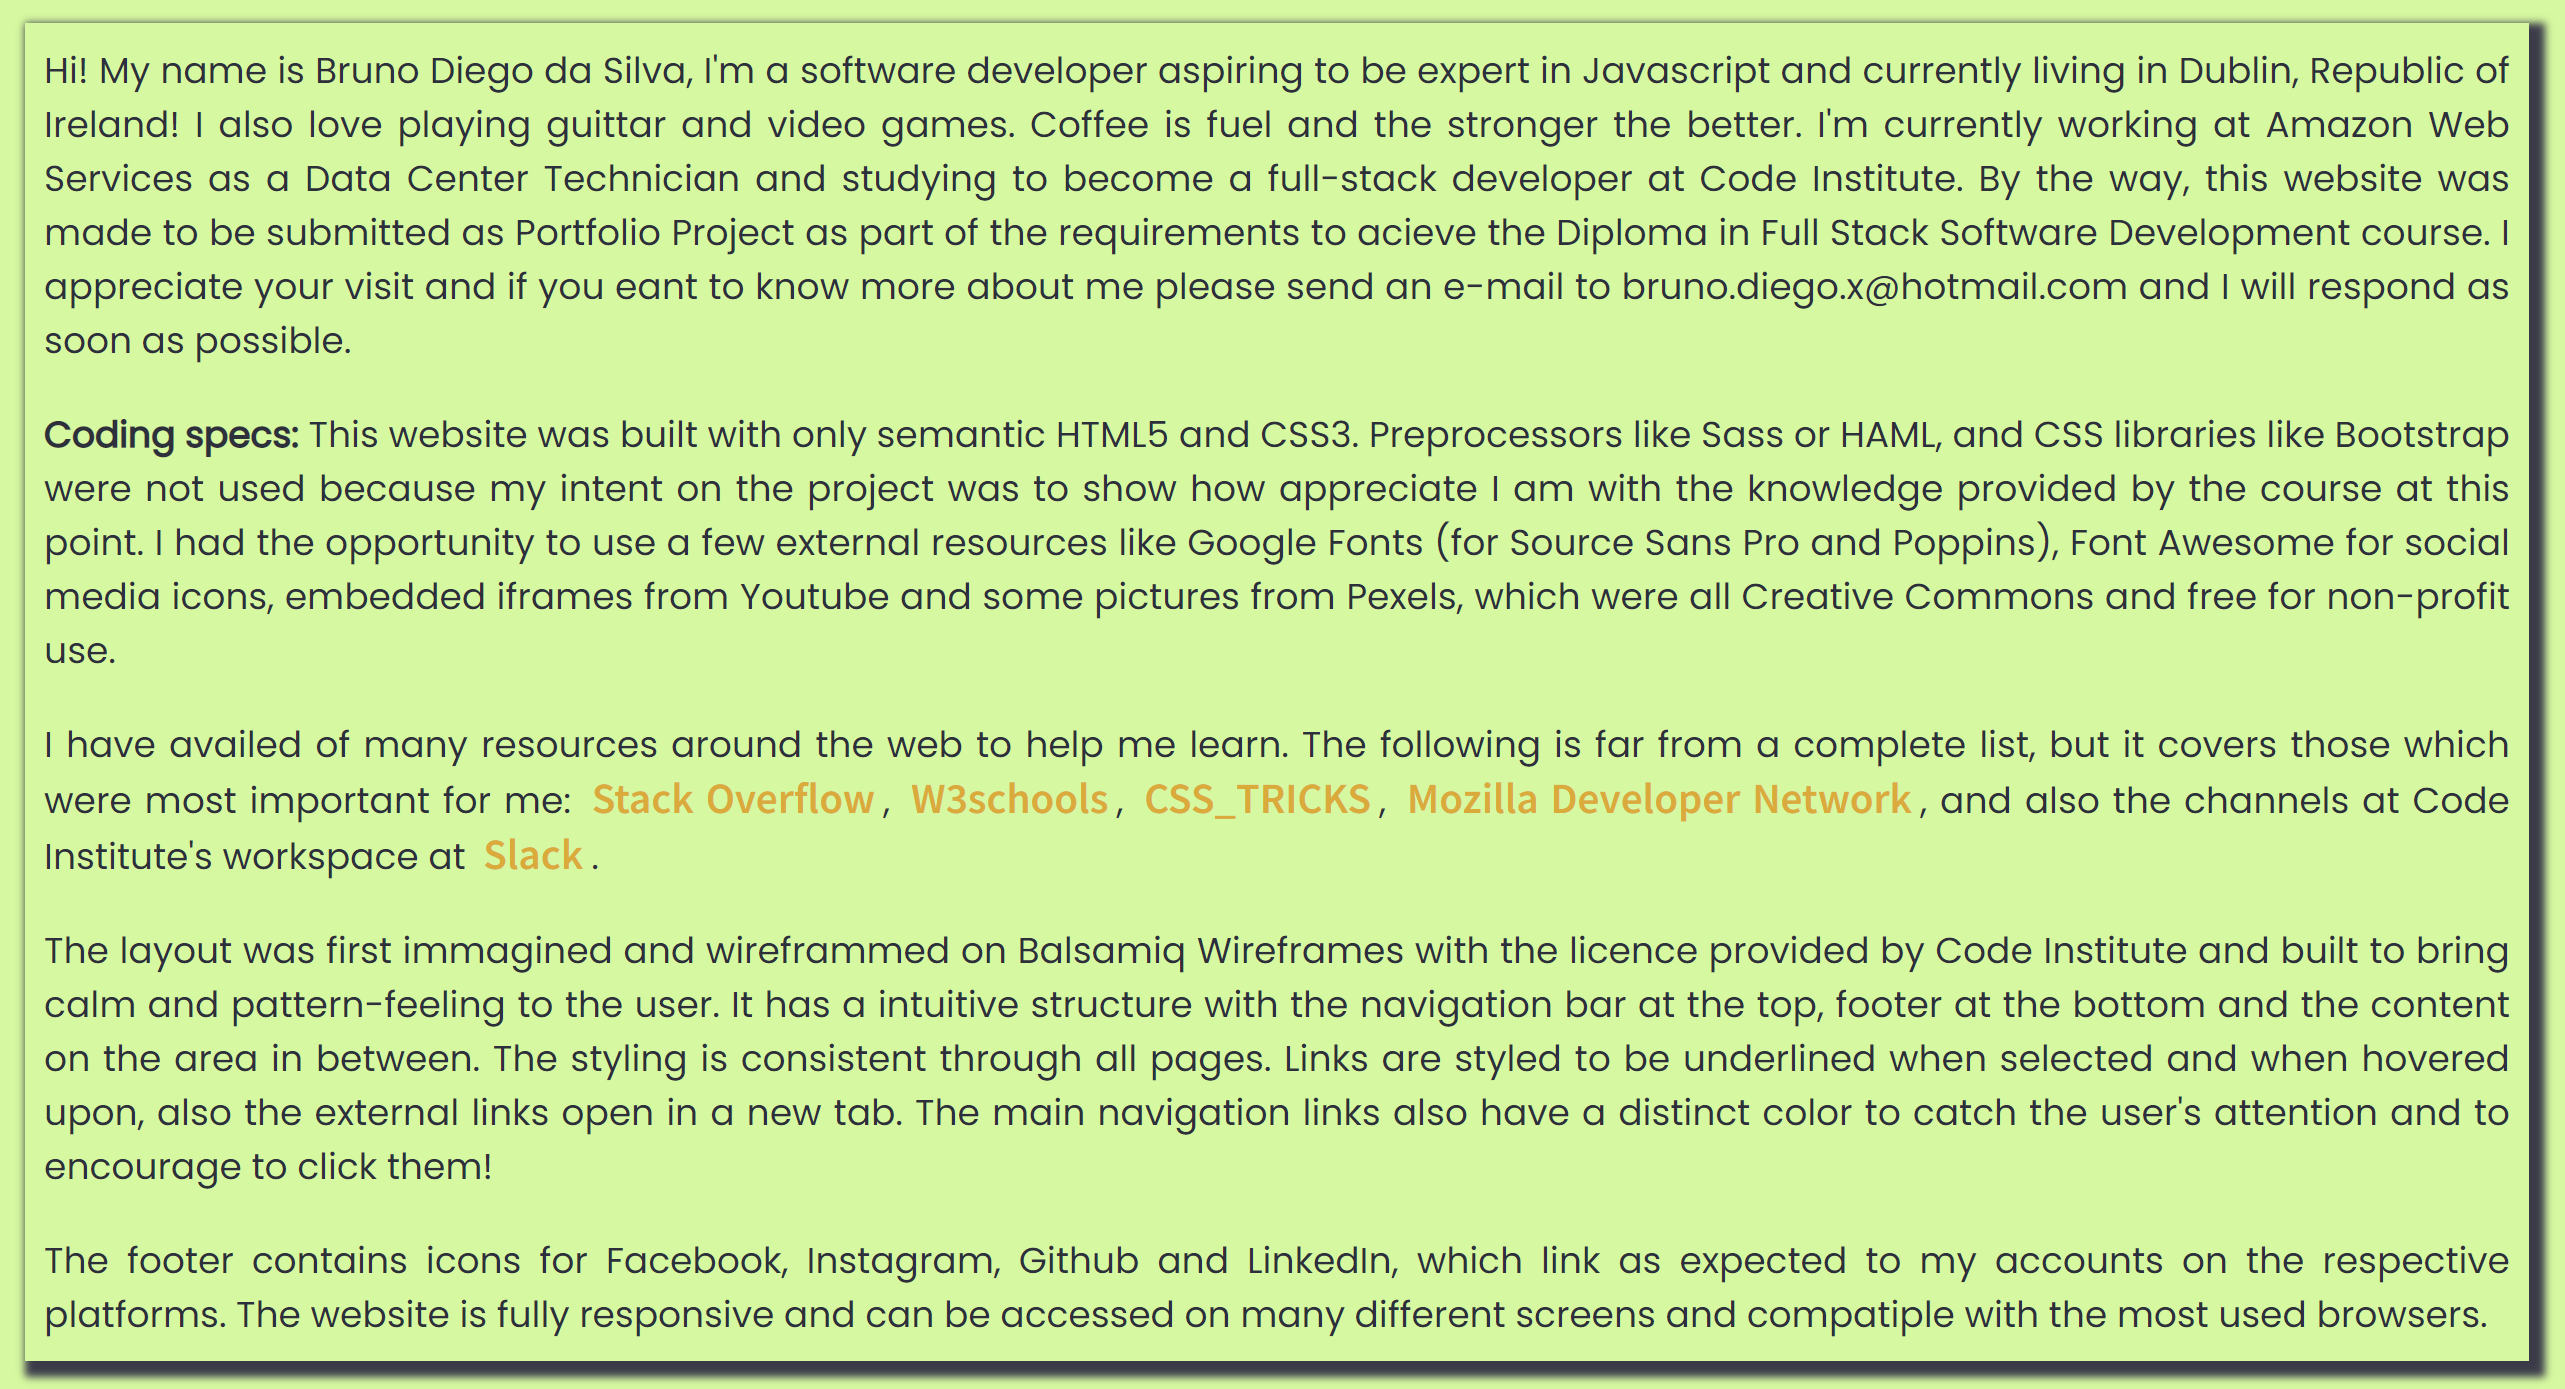 Hi! My name is Bruno Diego da Silva, I'm a software developer aspiring to be expert in Javascript and currently living in Dublin, Republic of
Ireland! I also love playing guittar and video games. Coffee is fuel and the stronger the better. I'm currently working at Amazon Web
Services as a Data Center Technician and studying to become a full-stack developer at Code Institute. By the way, this website was
made to be submitted as Portfolio Project as part of the requirements to acieve the Diploma in Full Stack Software Development course. I
appreciate your visit and if you eant to know more about me please send an e-mail to bruno.diego.x@hotmail.com and I will respond as
soon as possible.
Coding specs: This website was built with only semantic HTML5 and CSS3. Preprocessors like Sass or HAML, and CSS libraries like Bootstrap
were not used because my intent on the project was to show how appreciate I am with the knowledge provided by the course at this
point. I had the opportunity to use a few external resources like Google Fonts (for Source Sans Pro and Poppins), Font Awesome for social
media icons, embedded iframes from Youtube and some pictures from Pexels, which were all Creative Commons and free for non-profit
use.
I have availed of many resources around the web to help me learn. The following is far from a complete list, but it covers those which
were most important for me: Stack Overflow, W3schools, CSS_TRICKS, Mozilla Developer Network, and also the channels at Code
Institute's workspace at Slack.
The layout was first immagined and wireframmed on Balsamiq Wireframes with the licence provided by Code Institute and built to bring
calm and pattern-feeling to the user. It has a intuitive structure with the navigation bar at the top, footer at the bottom and the content
on the area in between. The styling is consistent through all pages. Links are styled to be underlined when selected and when hovered
upon, also the external links open in a new tab. The main navigation links also have a distinct color to catch the user's attention and to
encourage to click them!
The footer contains icons for Facebook, Instagram, Github and LinkedIn, which link as expected to my accounts on the respective
platforms. The website is fully responsive and can be accessed on many different screens and compatiple with the most used browsers.